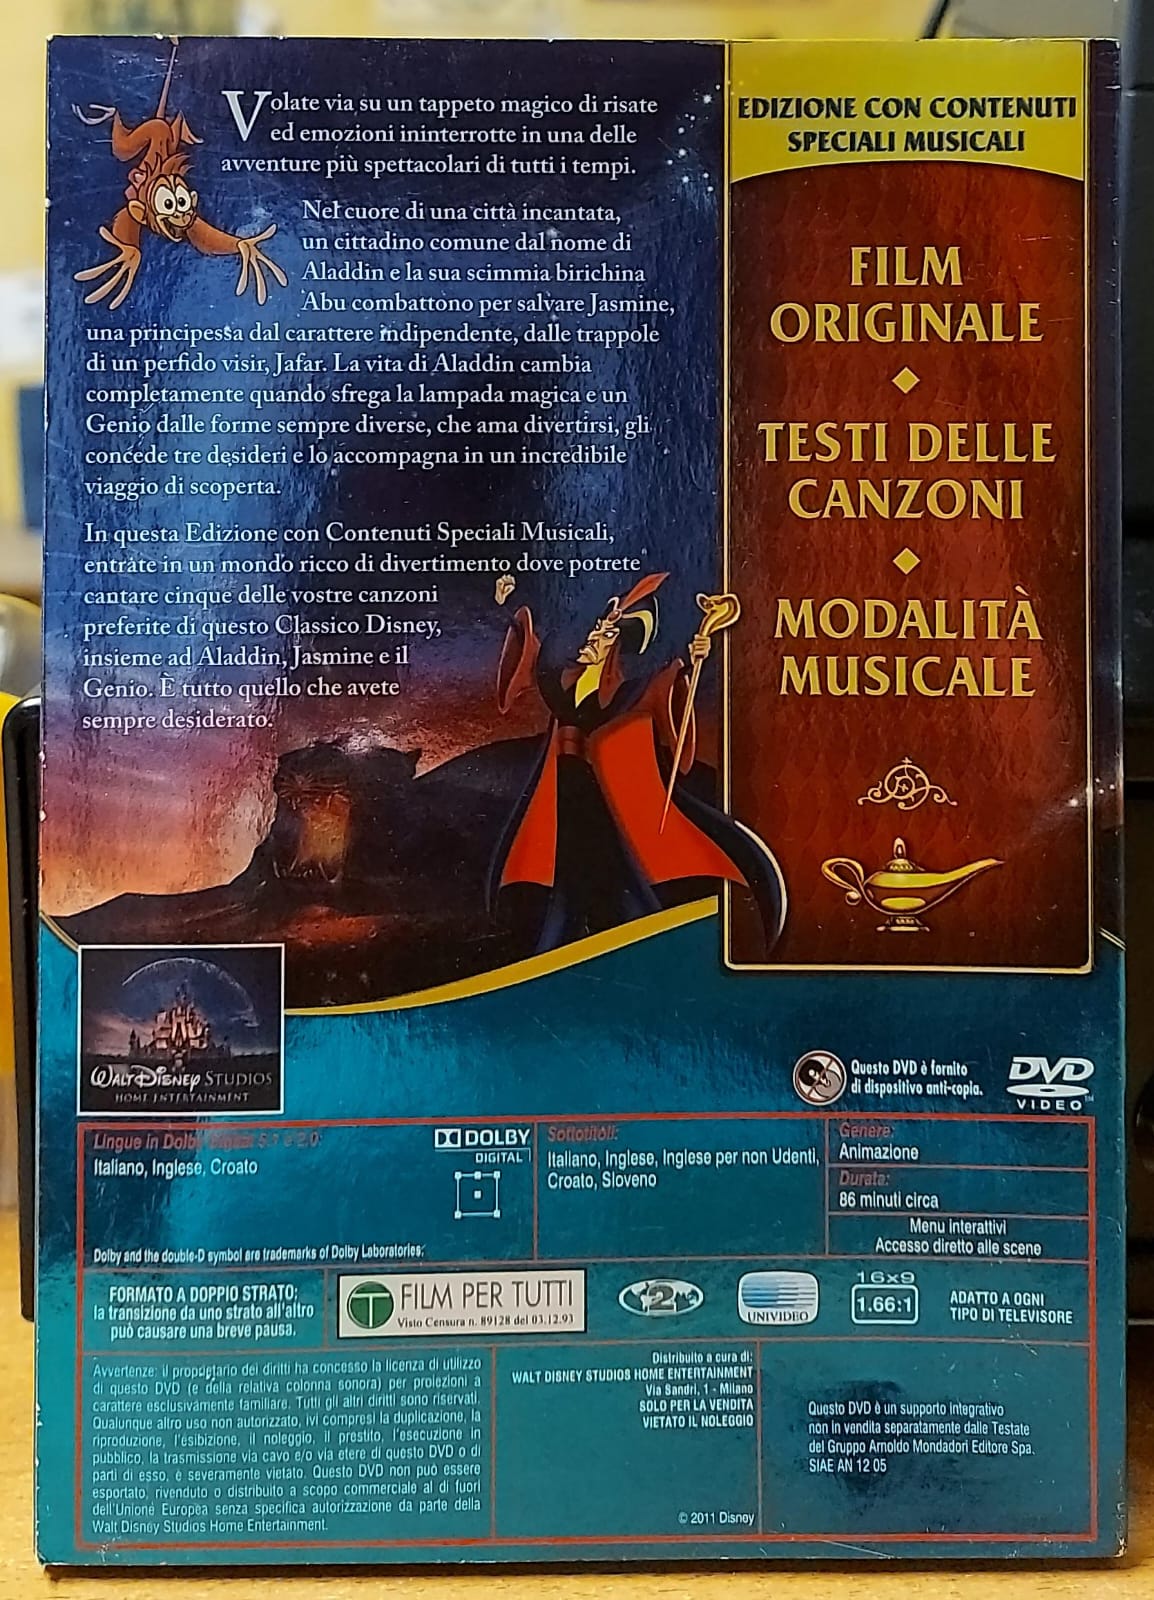 Volate via su un tappeto magico di risate
ed emozioni ininterrotte in una delle
avventure più spettacolari di tutti i tempi.
Nel cuore di una città incantata,
un cittadino comune dal nome di
Aladdin e la sua scimmia birichina
Abu combattono per salvare Jasmine,
una principessa dal carattere indipendente, dalle trappole
di un perfido visir, Jafar. La vita di Aladdin cambia
completamente quando sfrega la lampada magica e un
Genio dalle forme sempre diverse, che ama divertirsi, gli
concede tre desideri e lo accompagna in un incredibile
viaggio di scoperta.
In questa Edizione con Contenuti Speciali Musicali,
entrate in un mondo ricco di divertimento dove potrete
cantare cinque delle vostre canzoni
preferite di questo Classico Disney,
insieme ad Aladdin, Jasmine e il
Genio. È tutto quello che avete
sempre desiderato.
EDIZIONE CON CONTENUTI
SPECIALI MUSICALI
FILM
ORIGINALE
TESTI DELLE
CANZONI
MODALITÀ
MUSICALE
WALT DISNEY STUDIOS
HOME ENTERTAINMENT
Questo DVD è fornito
di dispositivo anti-copia.
DVD
VIDEO™
Lingue in Dolby Digital 5.1 e 2.0:
Italiano, Inglese, Croato
DOLBY
DIGITAL
Dolby and the double-D symbol are trademarks of Dolby Laboratories.
Sottotitoli:
Italiano, Inglese, Inglese per non Udenti,
Croato, Sloveno
Genere:
Animazione
Durata:
86 minuti circa
Menu interattivi
Accesso diretto alle scene
FORMATO A DOPPIO STRATO:
la transizione da uno strato all'altro
può causare una breve pausa.
T FILM PER TUTTI
Visto Censura n. 89128 del 03.12.93
2
UNIVIDEO
16x9
1.66:1
ADATTO A OGNI
TIPO DI TELEVISORE
Avvertenze: il proprietario dei diritti ha concesso la licenza di utilizzo
di questo DVD (e della relativa colonna sonora) per proiezioni a
carattere esclusivamente familiare. Tutti gli altri diritti sono riservati.
Qualunque altro uso non autorizzato, ivi compresi la duplicazione, la
riproduzione, l'esibizione, il noleggio, il prestito, l'esecuzione in
pubblico, la trasmissione via cavo e/o via etere di questo DVD o di
parti di esso, è severamente vietato. Questo DVD non può essere
esportato, rivenduto o distribuito a scopo commerciale al di fuori
dell'Unione Europea senza specifica autorizzazione da parte della
Walt Disney Studios Home Entertainment.
Distribuito a cura di:
WALT DISNEY STUDIOS HOME ENTERTAINMENT
Via Sandri, 1 - Milano
SOLO PER LA VENDITA
VIETATO IL NOLEGGIO
© 2011 Disney
Questo DVD è un supporto integrativo
non in vendita separatamente dalle Testate
del Gruppo Arnoldo Mondadori Editore Spa.
SIAE AN 12 05